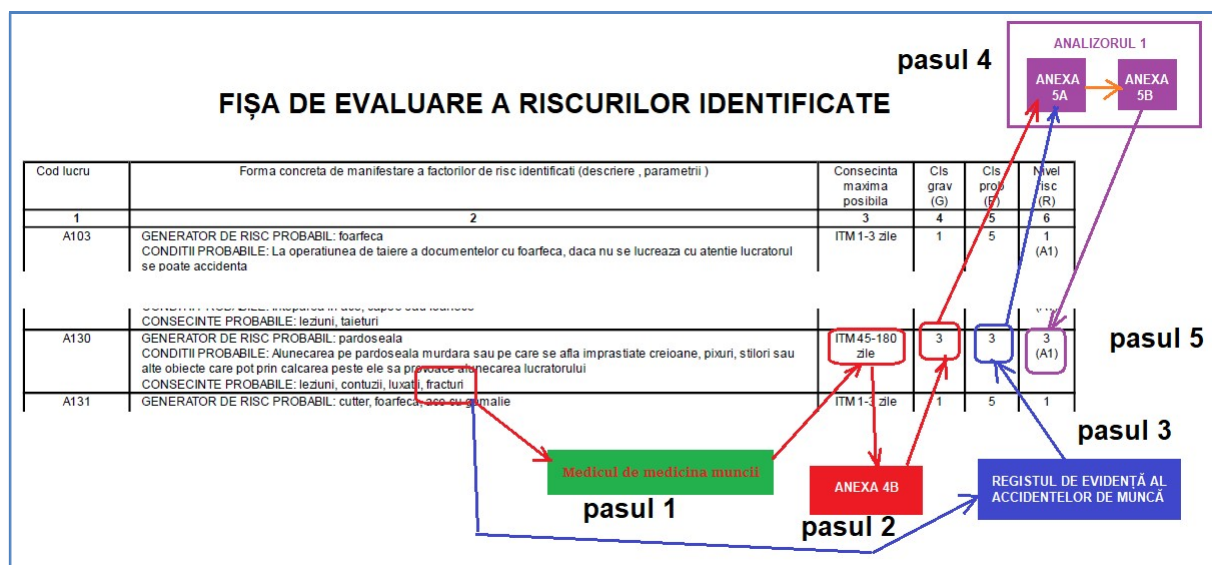 ANALIZORUL 1
pasul 4
ANEXA
5A
ANEXA
5B
FIȘA DE EVALUARE A RISCURILOR IDENTIFICATE
Cod lucru
Forma concreta de manifestare a factorilor de risc identificati (descriere , parametrii )
Consecinta
maxima
posibila
Cls
grav
(G)
Cls
prob
Nivel
risc
(R)
1
2
3
4
5
6
A103
GENERATOR DE RISC PROBABIL: foarfeca
CONDITII PROBABILE: La operatiunea de taiere a documentelor cu foarfeca, daca nu se lucreaza cu atentie lucratorul
se poate accidenta
ITM 1-3 zile
1
5
1
(A1)
CONSECINTE PROBABILE: leziuni, taieturi
A130
GENERATOR DE RISC PROBABIL: pardoseala
CONDITII PROBABILE: Alunecarea pe pardoseala murdara sau pe care se afla imprastiate creioane, pixuri, stilori sau
alte obiecte care pot prin calcarea peste ele sa provoace alunecarea lucratorului
CONSECINTE PROBABILE: leziuni, contuzii, luxatii, fracturi
ITM 45-180
zile
3
3
3
(A1)
pasul 5
A131
GENERATOR DE RISC PROBABIL: cutter, foarfeca, ace cu gamalie
ITM 1-3 zile
1
5
1
pasul 3
Medicul de medicina muncii
pasul 1
ANEXA 4B
pasul 2
REGISTUL DE EVIDENȚĂ AL
ACCIDENTELOR DE MUNCĂ